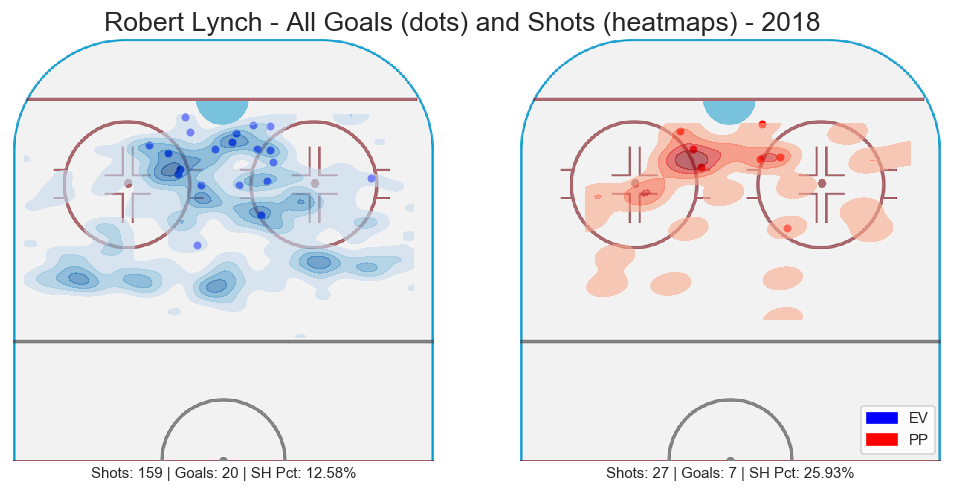 Robert Lynch - All Goals (dots) and Shots (heatmaps) - 2018
EV
PP
Shots: 159 | Goals: 20 | SH Pct: 12.58%
Shots: 27 | Goals: 7 | SH Pct: 25.93%